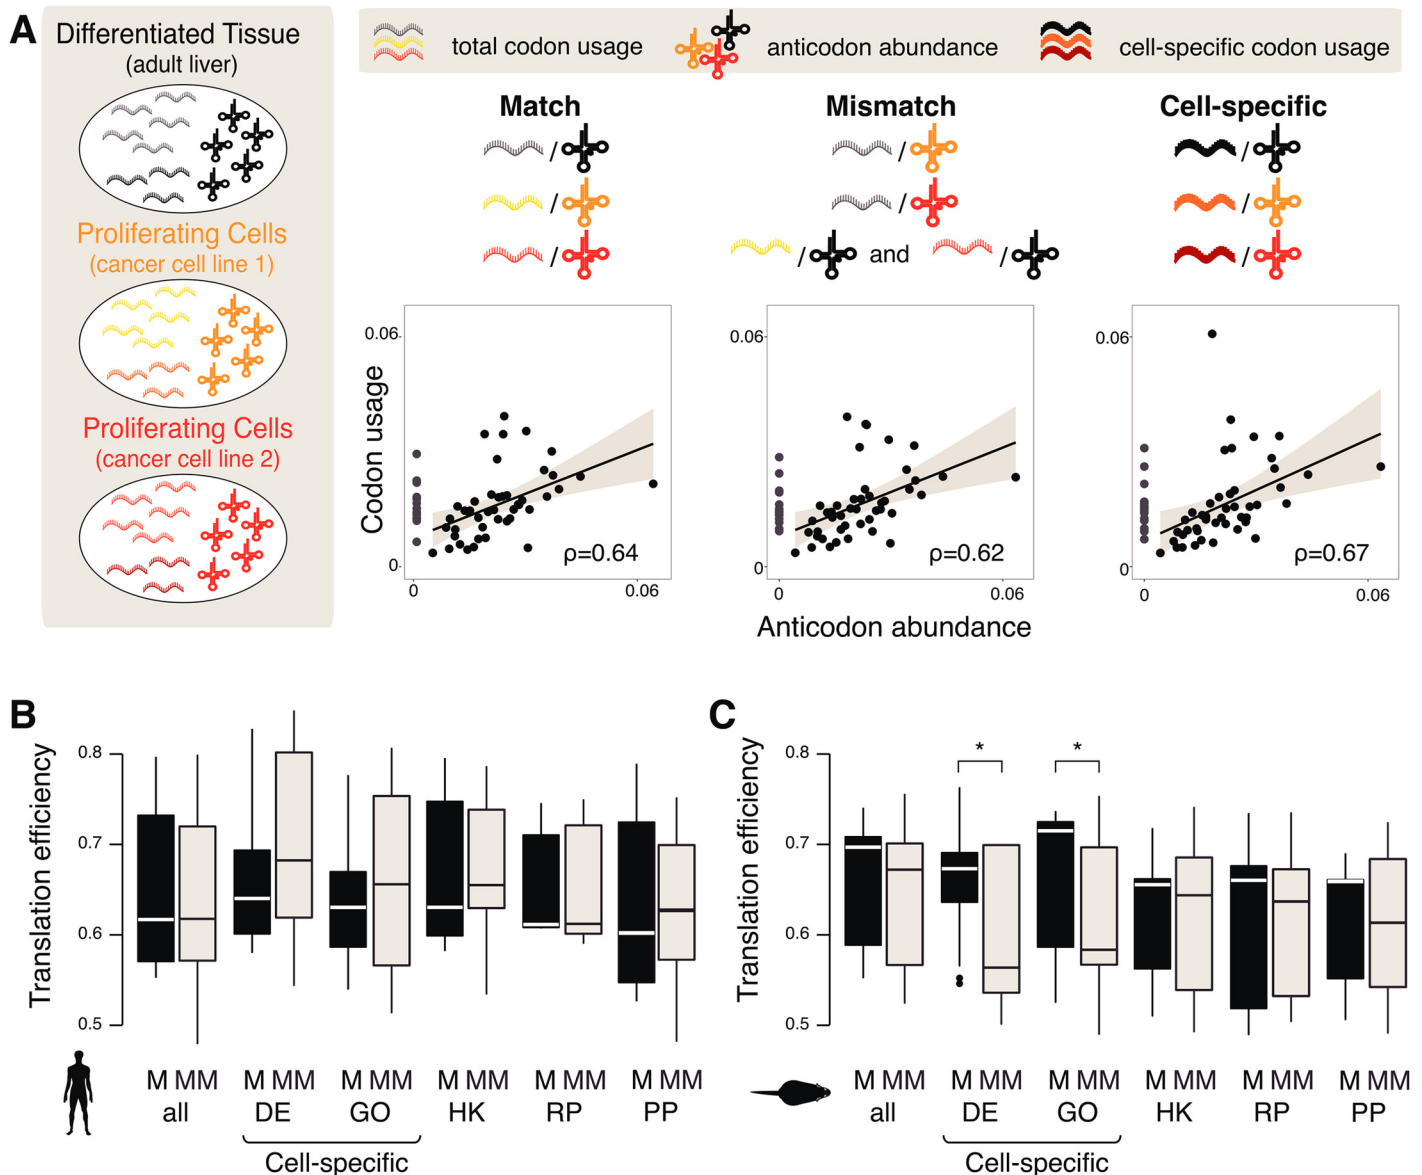 A
Differentiated Tissue
(adult liver)
Proliferating Cells
(cancer cell line 1)
Proliferating Cells
(cancer cell line 2)
total codon usage
anticodon abundance
cell-specific codon usage
Match
Mismatch
Cell-specific
/ / /
/ / /
/ / and / /
Codon usage
0.06
0
0
0.06
ρ=0.64
0.06
0
0
0.06
ρ=0.62
0.06
0
0
0.06
ρ=0.67
Anticodon abundance
B
Translation efficiency
0.8
0.7
0.6
0.5
M MM M MM M MM M MM M MM M MM
all DE GO HK RP PP
Cell-specific
C
Translation efficiency
0.8
0.7
0.6
0.5
* *
M MM M MM M MM M MM M MM M MM
all DE GO HK RP PP
Cell-specific